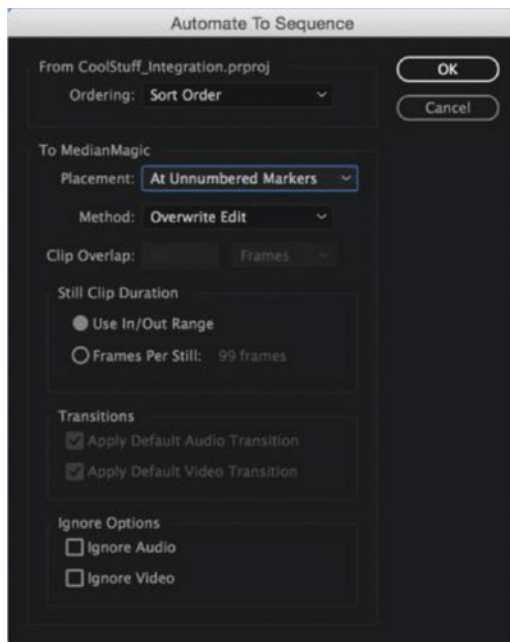 Automate To Sequence
From CoolStuff_Integration.prproj
Ordering: Sort Order
OK
Cancel
To MedianMagic
Placement: At Unnumbered Markers
Method: Overwrite Edit
Clip Overlap: Frames
Still Clip Duration
Use In/Out Range
Frames Per Still: 99 frames
Transitions
Apply Default Audio Transition
Apply Default Video Transition
Ignore Options
Ignore Audio
Ignore Video